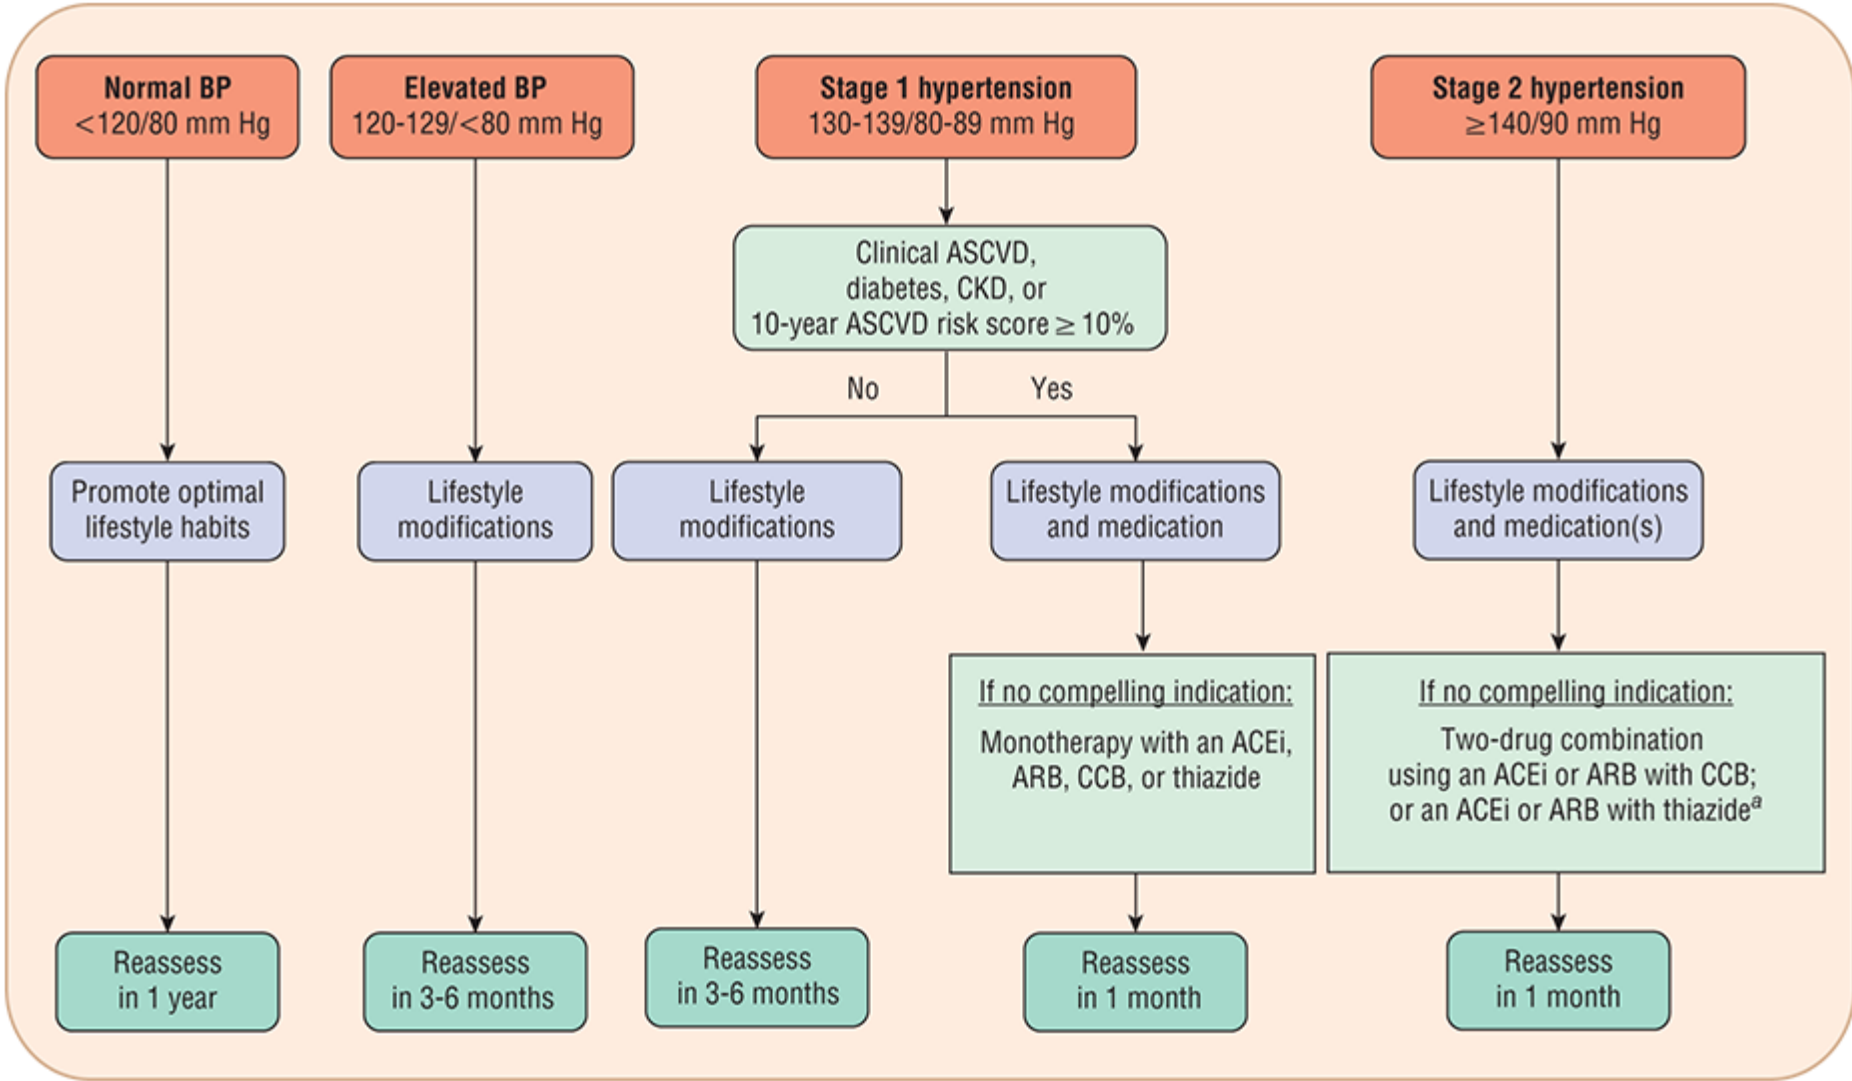 Normal BP
<120/80 mm Hg
Elevated BP
120-129/<80 mm Hg
Stage 1 hypertension
130-139/80-89 mm Hg
Stage 2 hypertension
≥140/90 mm Hg
Clinical ASCVD,
diabetes, CKD, or
10-year ASCVD risk score ≥ 10%
No
Yes
Promote optimal
lifestyle habits
Lifestyle
modifications
Lifestyle
modifications
Lifestyle modifications
and medication
Lifestyle modifications
and medication(s)
If no compelling indication:
Monotherapy with an ACEi,
ARB, CCB, or thiazide
If no compelling indication:
Two-drug combination
using an ACEi or ARB with CCB;
or an ACEi or ARB with thiazideᵃ
Reassess
in 1 year
Reassess
in 3-6 months
Reassess
in 3-6 months
Reassess
in 1 month
Reassess
in 1 month